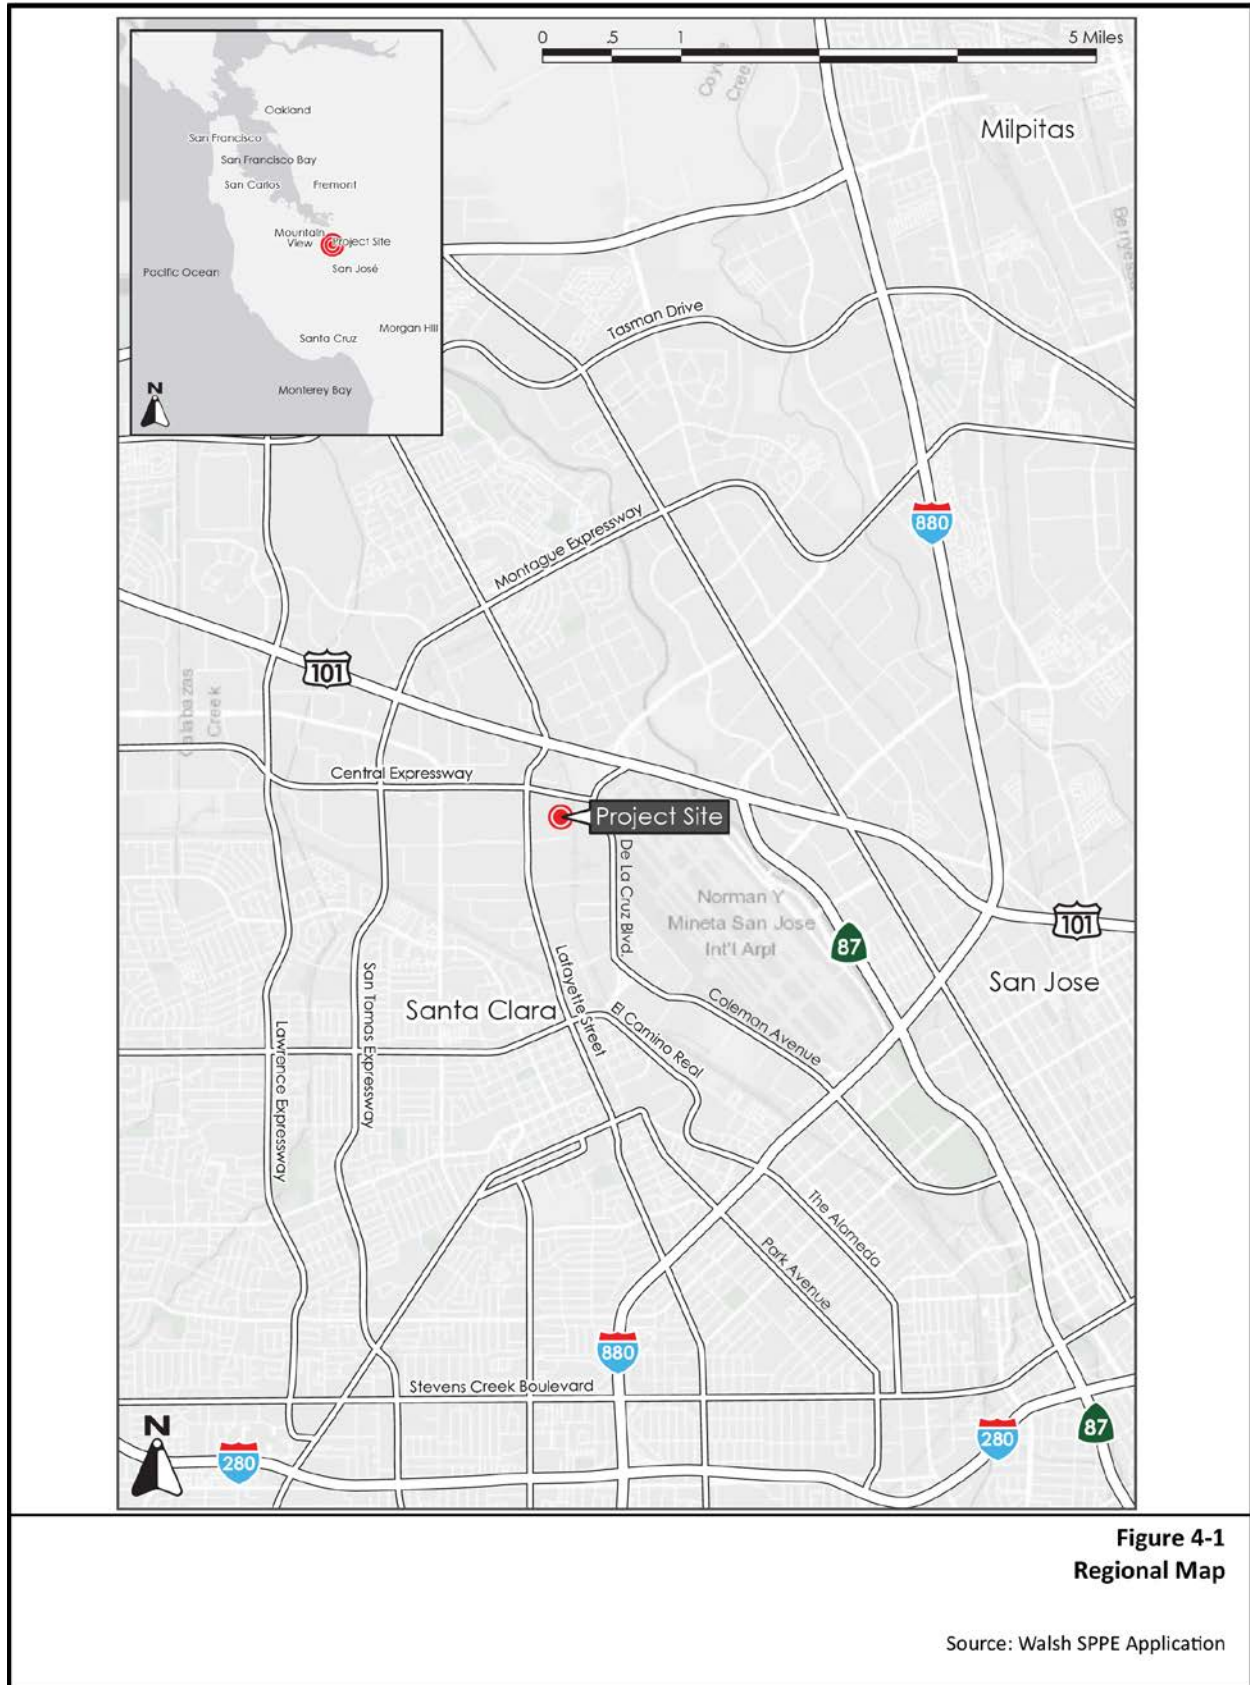 0 .5 1 5 Miles
Coyote
Creek
Milpitas
Oakland
San Francisco
San Francisco Bay
San Carlos
Fremont
Mountain
View
Project Site
San José
Pacific Ocean
Morgan Hill
Santa Cruz
Monterey Bay
N
Tasman Drive
880
Montague Expressway
101
Calabazas
Creek
Central Expressway
Project Site
De La Cruz Blvd.
Norman Y
Mineta San Jose
Int'l Arpt
101
87
San Jose
Santa Clara
Lafayette Street
San Tomas Expressway
Lawrence Expressway
El Camino Real
Coleman Avenue
The Alameda
Park Avenue
880
Stevens Creek Boulevard
N
280
280
87
Figure 4-1
Regional Map
Source: Walsh SPPE Application